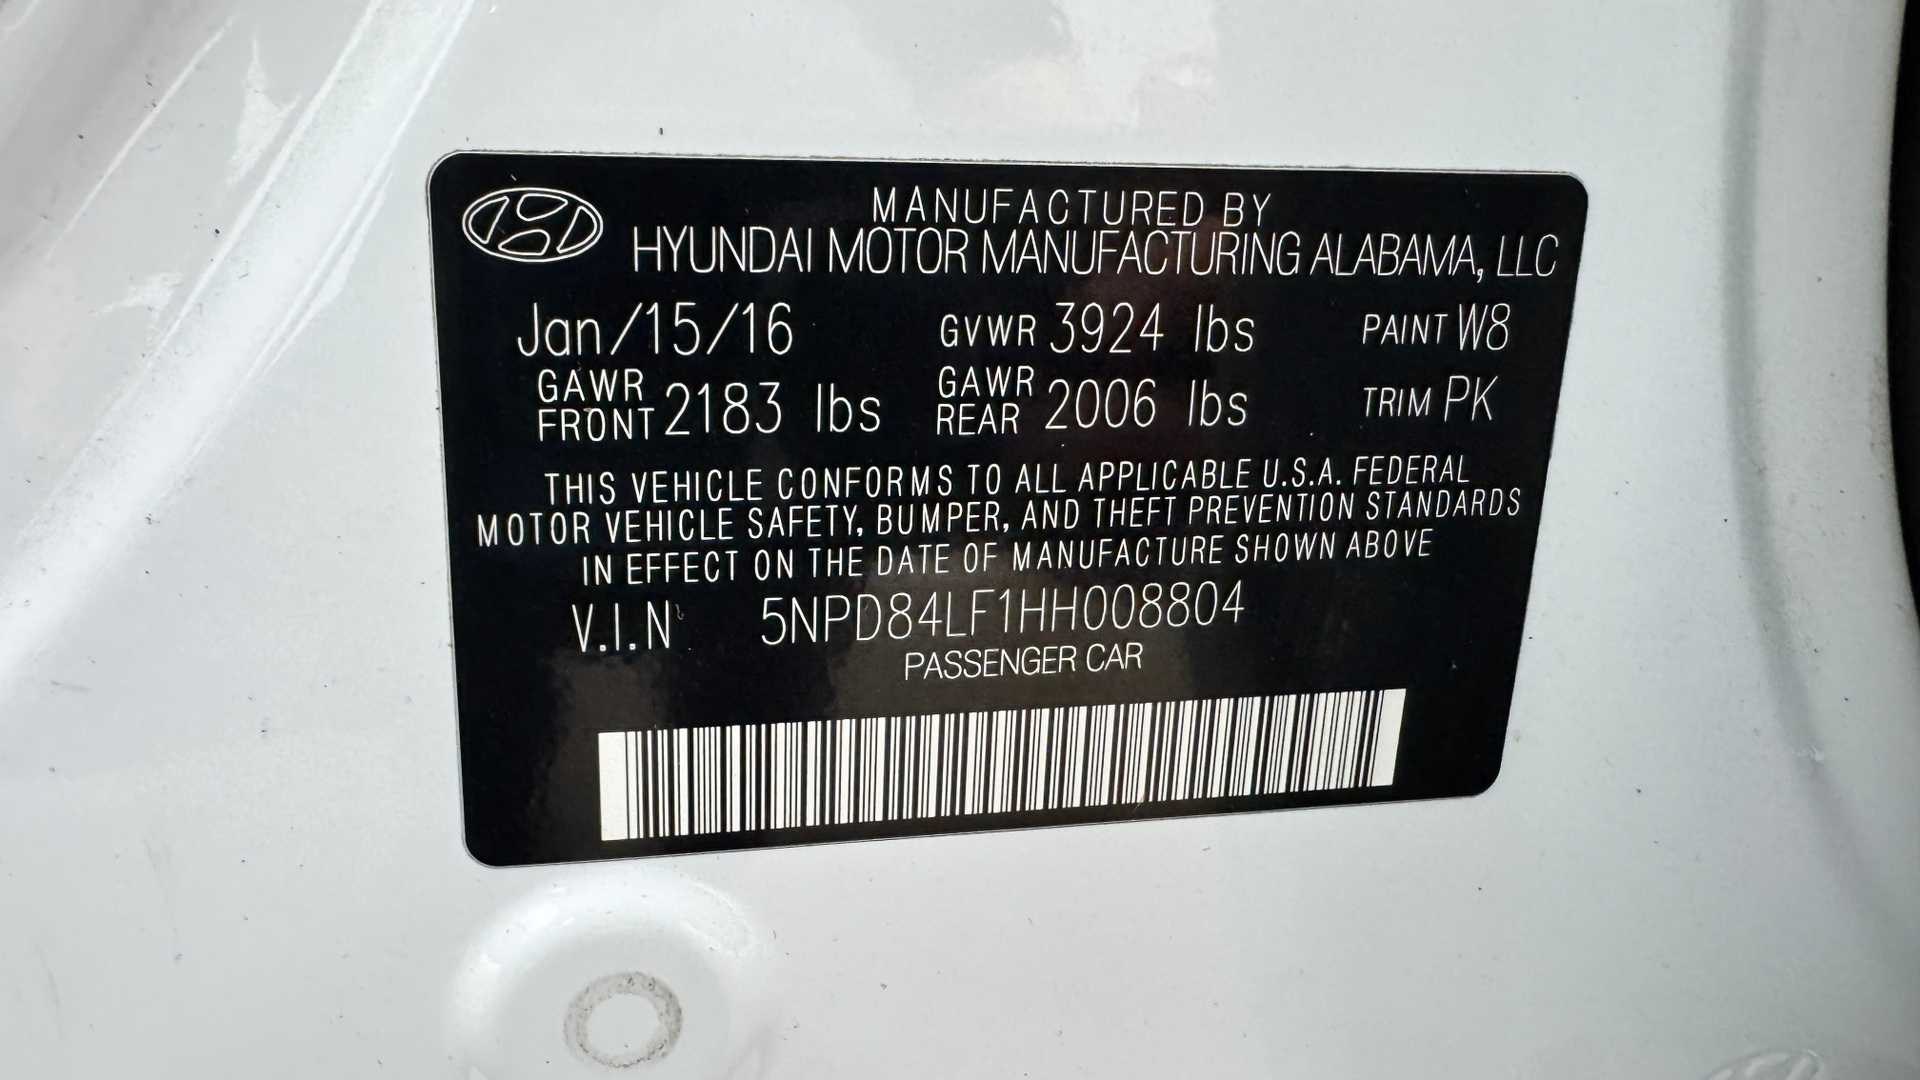 MANUFACTURED BY
HYUNDAI MOTOR MANUFACTURING ALABAMA, LLC
Jan/15/16 GVWR 3924 lbs PAINT W8
GAWR FRONT 2183 lbs GAWR REAR 2006 lbs TRIM PK
THIS VEHICLE CONFORMS TO ALL APPLICABLE U.S.A. FEDERAL
MOTOR VEHICLE SAFETY, BUMPER, AND THEFT PREVENTION STANDARDS
IN EFFECT ON THE DATE OF MANUFACTURE SHOWN ABOVE
V.I.N 5NPD84LF1HH008804
PASSENGER CAR